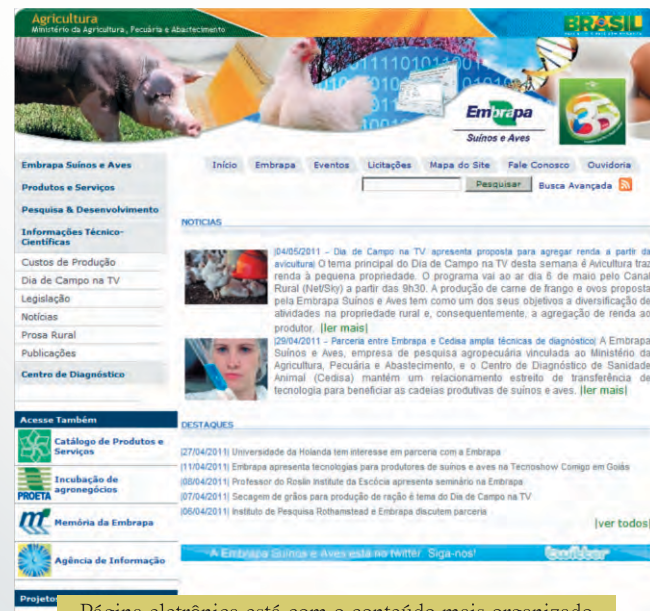 Agricultura
Ministério da Agricultura, Pecuária e Abastecimento
BRASIL
Embrapa
Suínos e Aves
Embrapa Suínos e Aves
Produtos e Serviços
Pesquisa & Desenvolvimento
Informações Técnico-
Científicas
Custos de Produção
Dia de Campo na TV
Legislação
Notícias
Prosa Rural
Publicações
Centro de Diagnóstico
Acesse Também
Catálogo de Produtos e
Serviços
PROETA
Incubação de
agronegócios
Memória da Embrapa
Agência de Informação
Projetos
Início Embrapa Eventos Licitações Mapa do Site Fale Conosco Ouvidoria
Pesquisar Busca Avançada
NOTICIAS
|04/05/2011 - Dia de Campo na TV apresenta proposta para agregar renda a partir da
avicultura| O tema principal do Dia de Campo na TV desta semana é Avicultura traz
renda à pequena propriedade. O programa vai ao ar dia 6 de maio pelo Canal
Rural (Net/Sky) a partir das 9h30. A produção de carne de frango e ovos proposta
pela Embrapa Suínos e Aves tem como um dos seus objetivos a diversificação de
atividades na propriedade rural e, consequentemente, a agregação de renda ao
produtor. |ler mais|
|29/04/2011 - Parceria entre Embrapa e Cedisa amplia técnicas de diagnóstico| A Embrapa
Suínos e Aves, empresa de pesquisa agropecuária vinculada ao Ministério da
Agricultura, Pecuária e Abastecimento, e o Centro de Diagnóstico de Sanidade
Animal (Cedisa) mantém um relacionamento estreito de transferência de
tecnologia para beneficiar as cadeias produtivas de suínos e aves. |ler mais|
DESTAQUES
|27/04/2011| Universidade da Holanda tem interesse em parceria com a Embrapa
|11/04/2011| Embrapa apresenta tecnologias para produtores de suínos e aves na Tecnoshow Comigo em Goiás
|08/04/2011| Professor do Roslin Institute da Escócia apresenta seminário na Embrapa
|07/04/2011| Secagem de grãos para produção de ração é tema do Dia de Campo na TV
|06/04/2011| Instituto de Pesquisa Rothamstead e Embrapa discutem parceria
|ver todos|
A Embrapa Suínos e Aves está no twitter. Siga-nos! twitter
Página eletrônica está com o conteúdo mais organizado